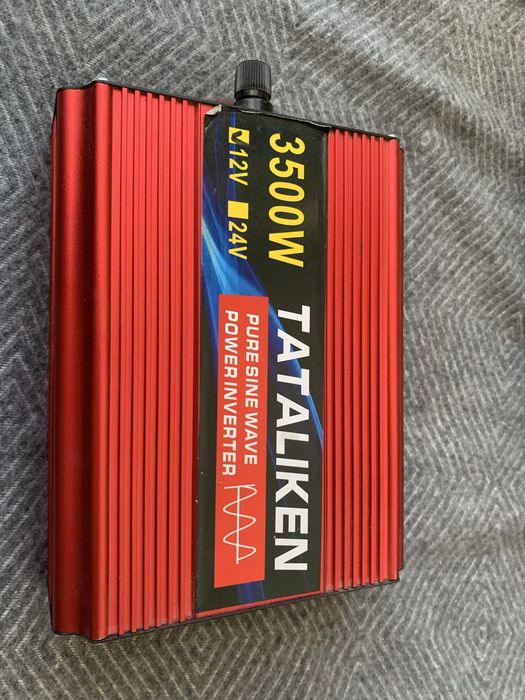 3500W
12V 24V
TATALIKEN
PURE SINE WAVE
POWER INVERTER